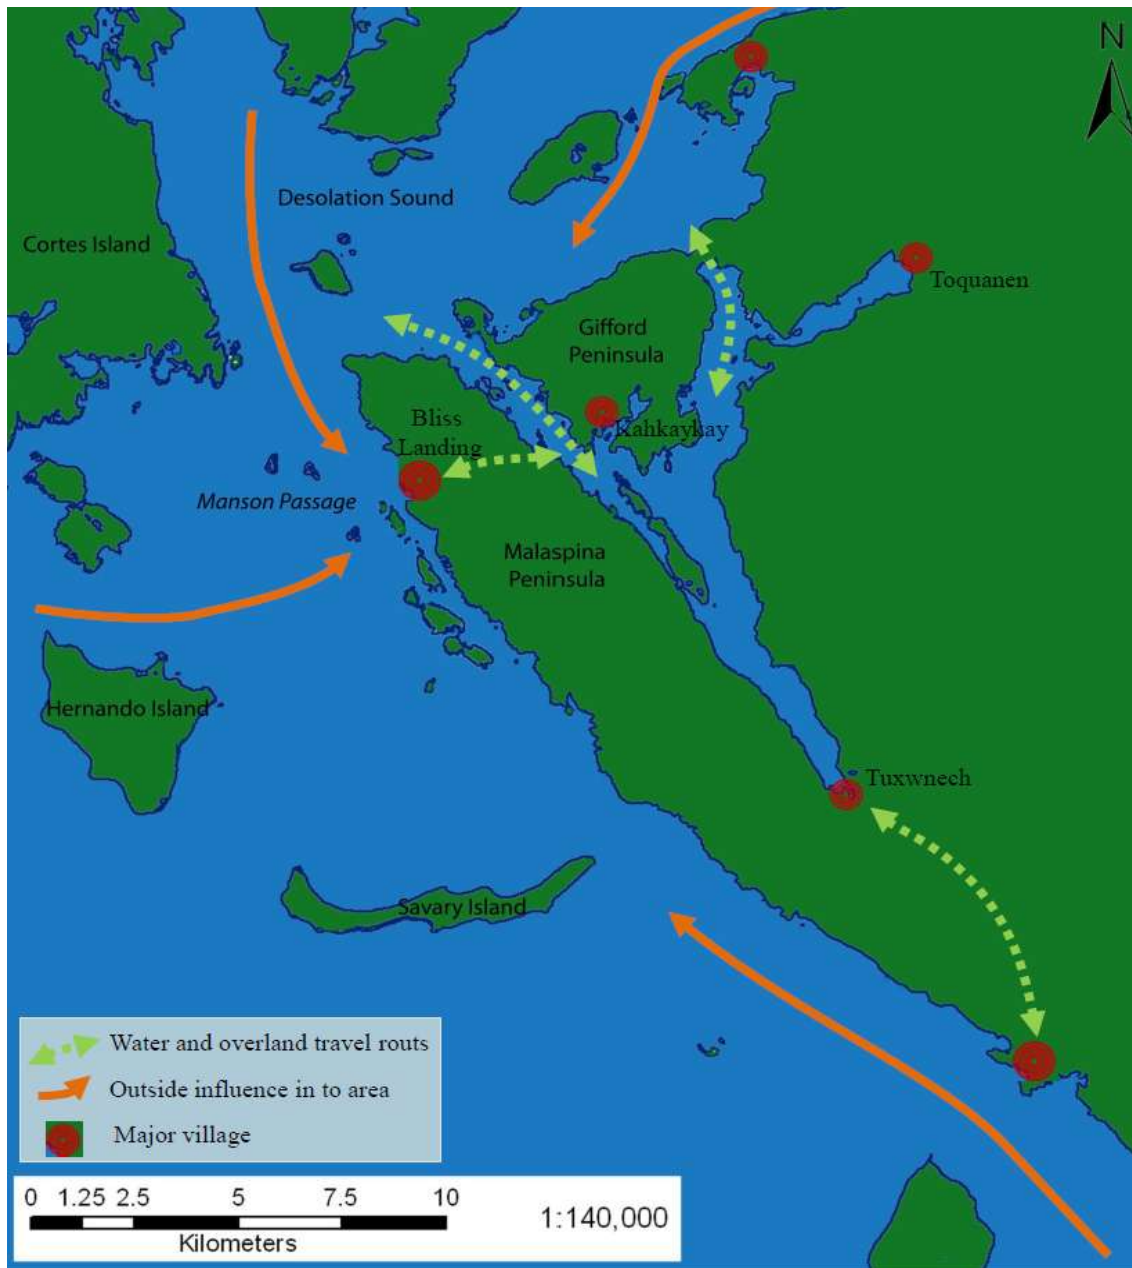 N
Desolation Sound
Cortes Island
Toquanen
Gifford
Peninsula
Bliss
Landing
Kahkaykay
Manson Passage
Malaspina
Peninsula
Hernando Island
Tuxwnech
Savary Island
Water and overland travel routs
Outside influence in to area
Major village
0 1.25 2.5 5 7.5 10
1:140,000
Kilometers